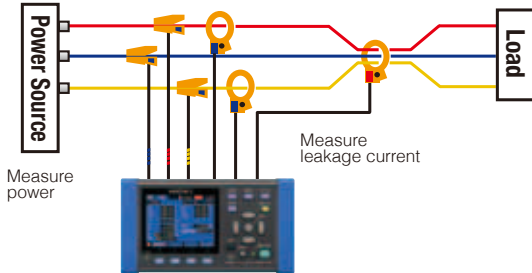 Power Source
Load
Measure
leakage current
Measure
power